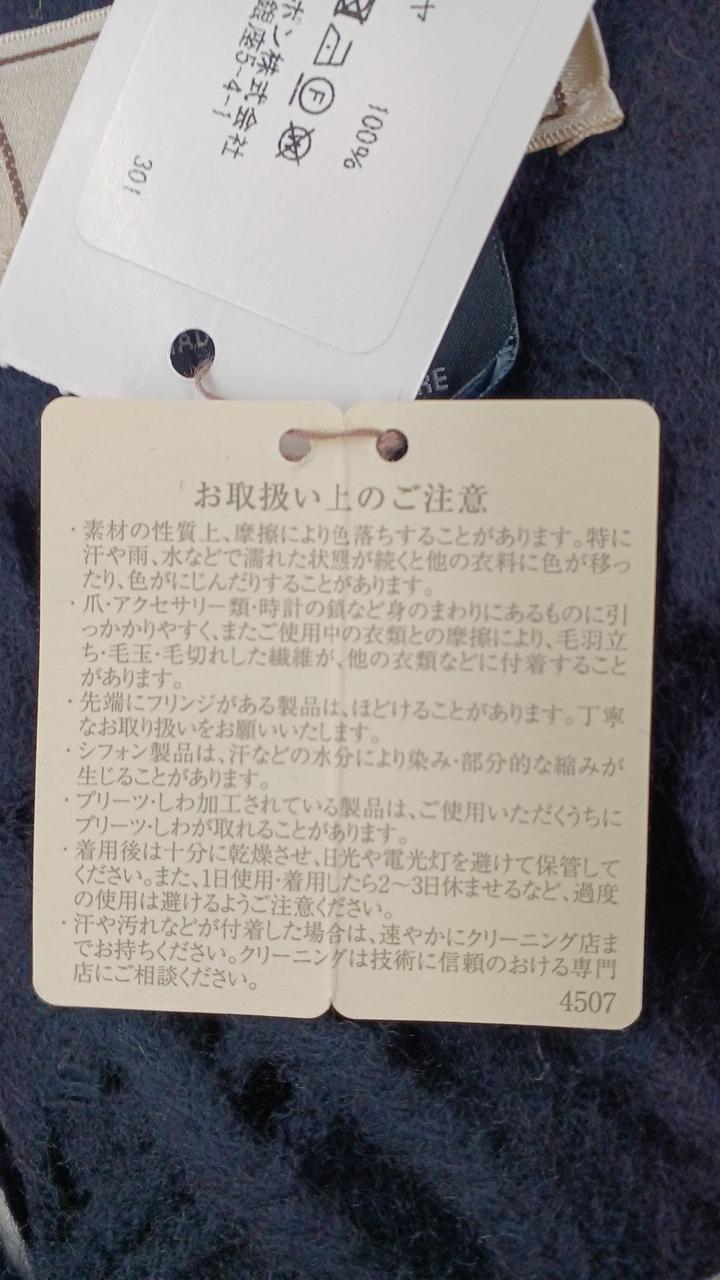 ヤ
100%
ポン株式会社
銀座5-4-1
301
お取扱い上のご注意
・素材の性質上、摩擦により色落ちすることがあります。特に
汗や雨、水などで濡れた状態が続くと他の衣料に色が移っ
たり、色がにじんだりすることがあります。
・爪・アクセサリー類・時計の鎖など身のまわりにあるものに引
っかかりやすく、またご使用中の衣類との摩擦により、毛羽立
ち・毛玉・毛切れした繊維が、他の衣類などに付着すること
があります。
・先端にフリンジがある製品は、ほどけることがあります。丁寧
なお取り扱いをお願いいたします。
・シフォン製品は、汗などの水分により染み・部分的な縮みが
生じることがあります。
・プリーツ・しわ加工されている製品は、ご使用いただくうちに
プリーツ・しわが取れることがあります。
・着用後は十分に乾燥させ、日光や電光灯を避けて保管して
ください。また、1日使用・着用したら2〜3日休ませるなど、過度
の使用は避けるようご注意ください。
・汗や汚れなどが付着した場合は、速やかにクリーニング店ま
でお持ちください。クリーニングは技術に信頼のおける専門
店にご相談ください。
4507